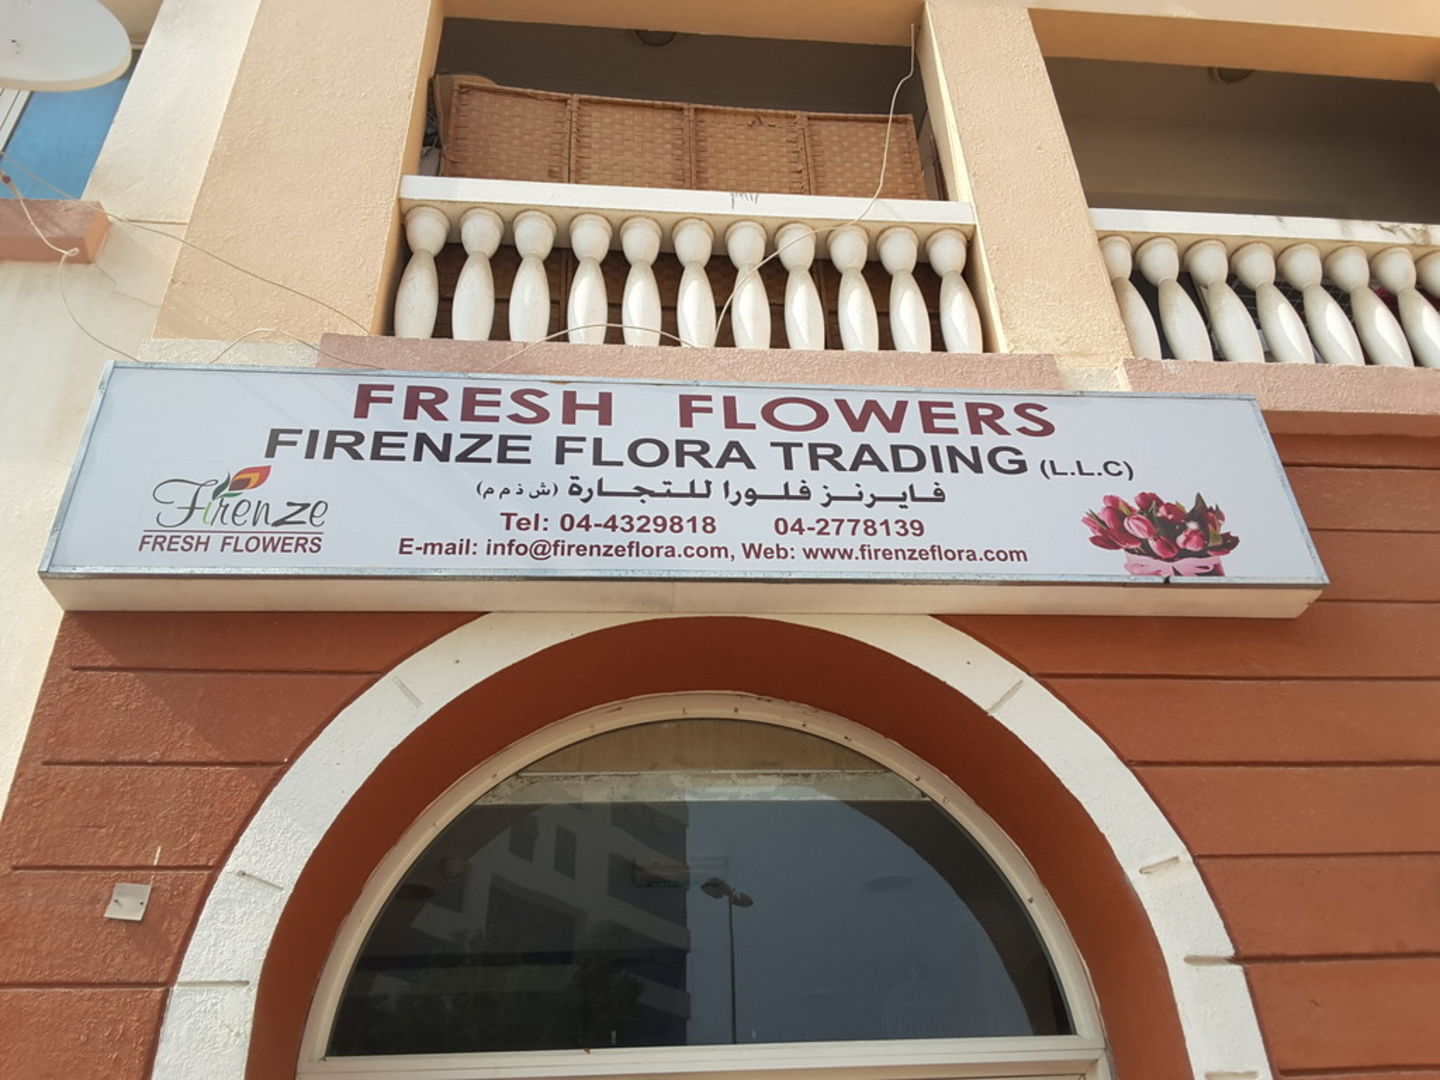 FRESH FLOWERS
FIRENZE FLORA TRADING (L.L.C)
فايرنز فلورا للتجارة (ش ذ م م)
Tel: 04-4329818 04-2778139
E-mail: info@firenzeflora.com, Web: www.firenzeflora.com
Firenze
FRESH FLOWERS